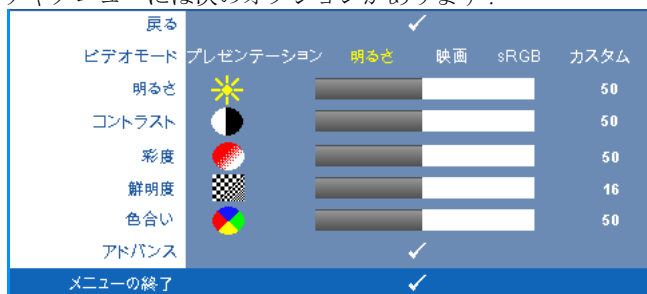 戻る
ビデオモード プレゼンテーション 明るさ 映画 sRGB カスタム
明るさ 50
コントラスト 50
彩度 50
鮮明度 16
色合い 50
アドバンス
メニューの終了